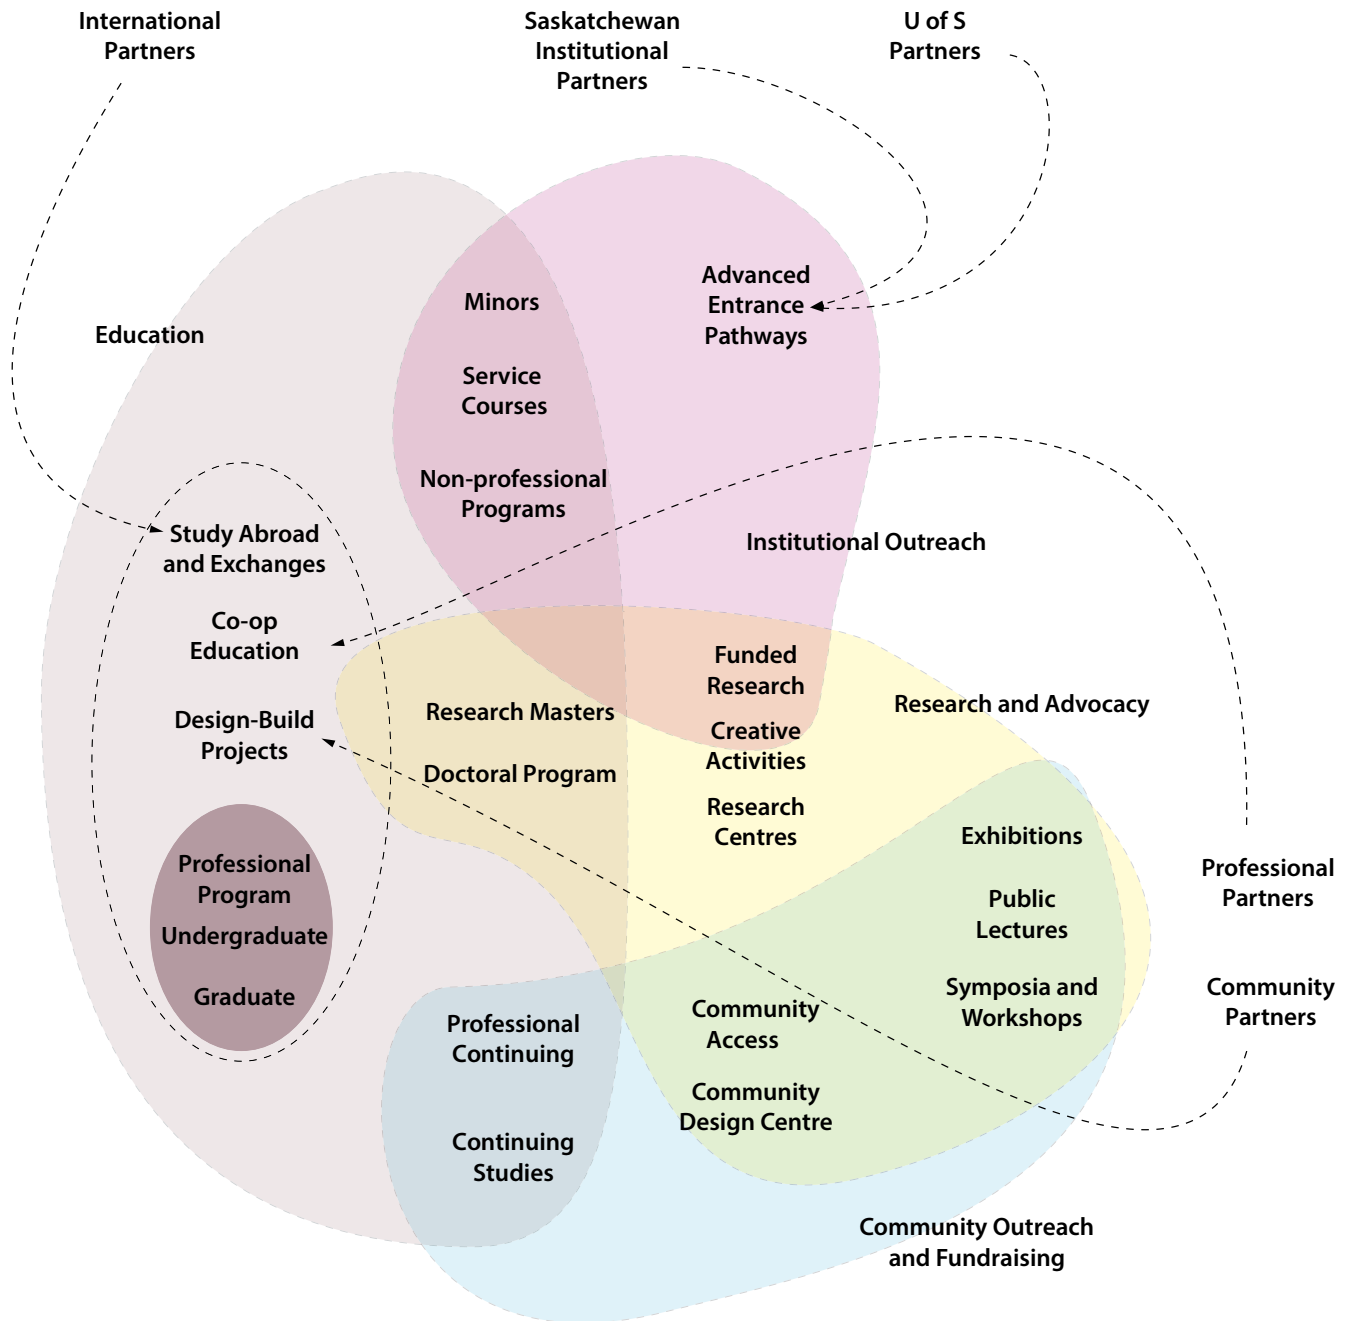 International
Partners
Saskatchewan
Institutional
Partners
U of S
Partners
Advanced
Entrance
Pathways
Minors
Education
Service
Courses
Non-professional
Programs
Study Abroad
and Exchanges
Institutional Outreach
Co-op
Education
Funded
Research
Research and Advocacy
Research Masters
Design-Build
Projects
Creative
Activities
Doctoral Program
Research
Centres
Exhibitions
Professional
Program
Undergraduate
Graduate
Professional
Partners
Public
Lectures
Symposia and
Workshops
Community
Partners
Community
Access
Professional
Continuing
Community
Design Centre
Continuing
Studies
Community Outreach
and Fundraising